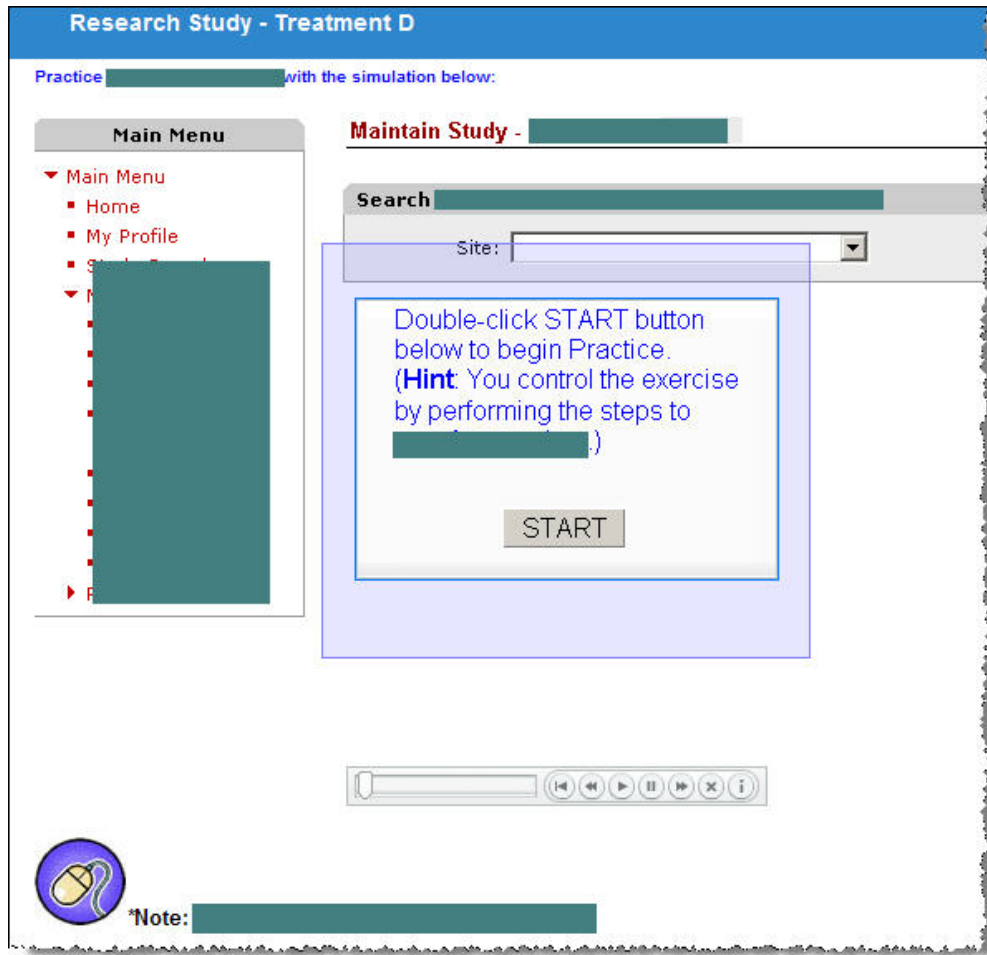 Research Study - Treatment D
Practice with the simulation below:
Main Menu
Main Menu
Home
My Profile
Maintain Study -
Search
Site:
Double-click START button
below to begin Practice.
(Hint: You control the exercise
by performing the steps to
.)
START
*Note: